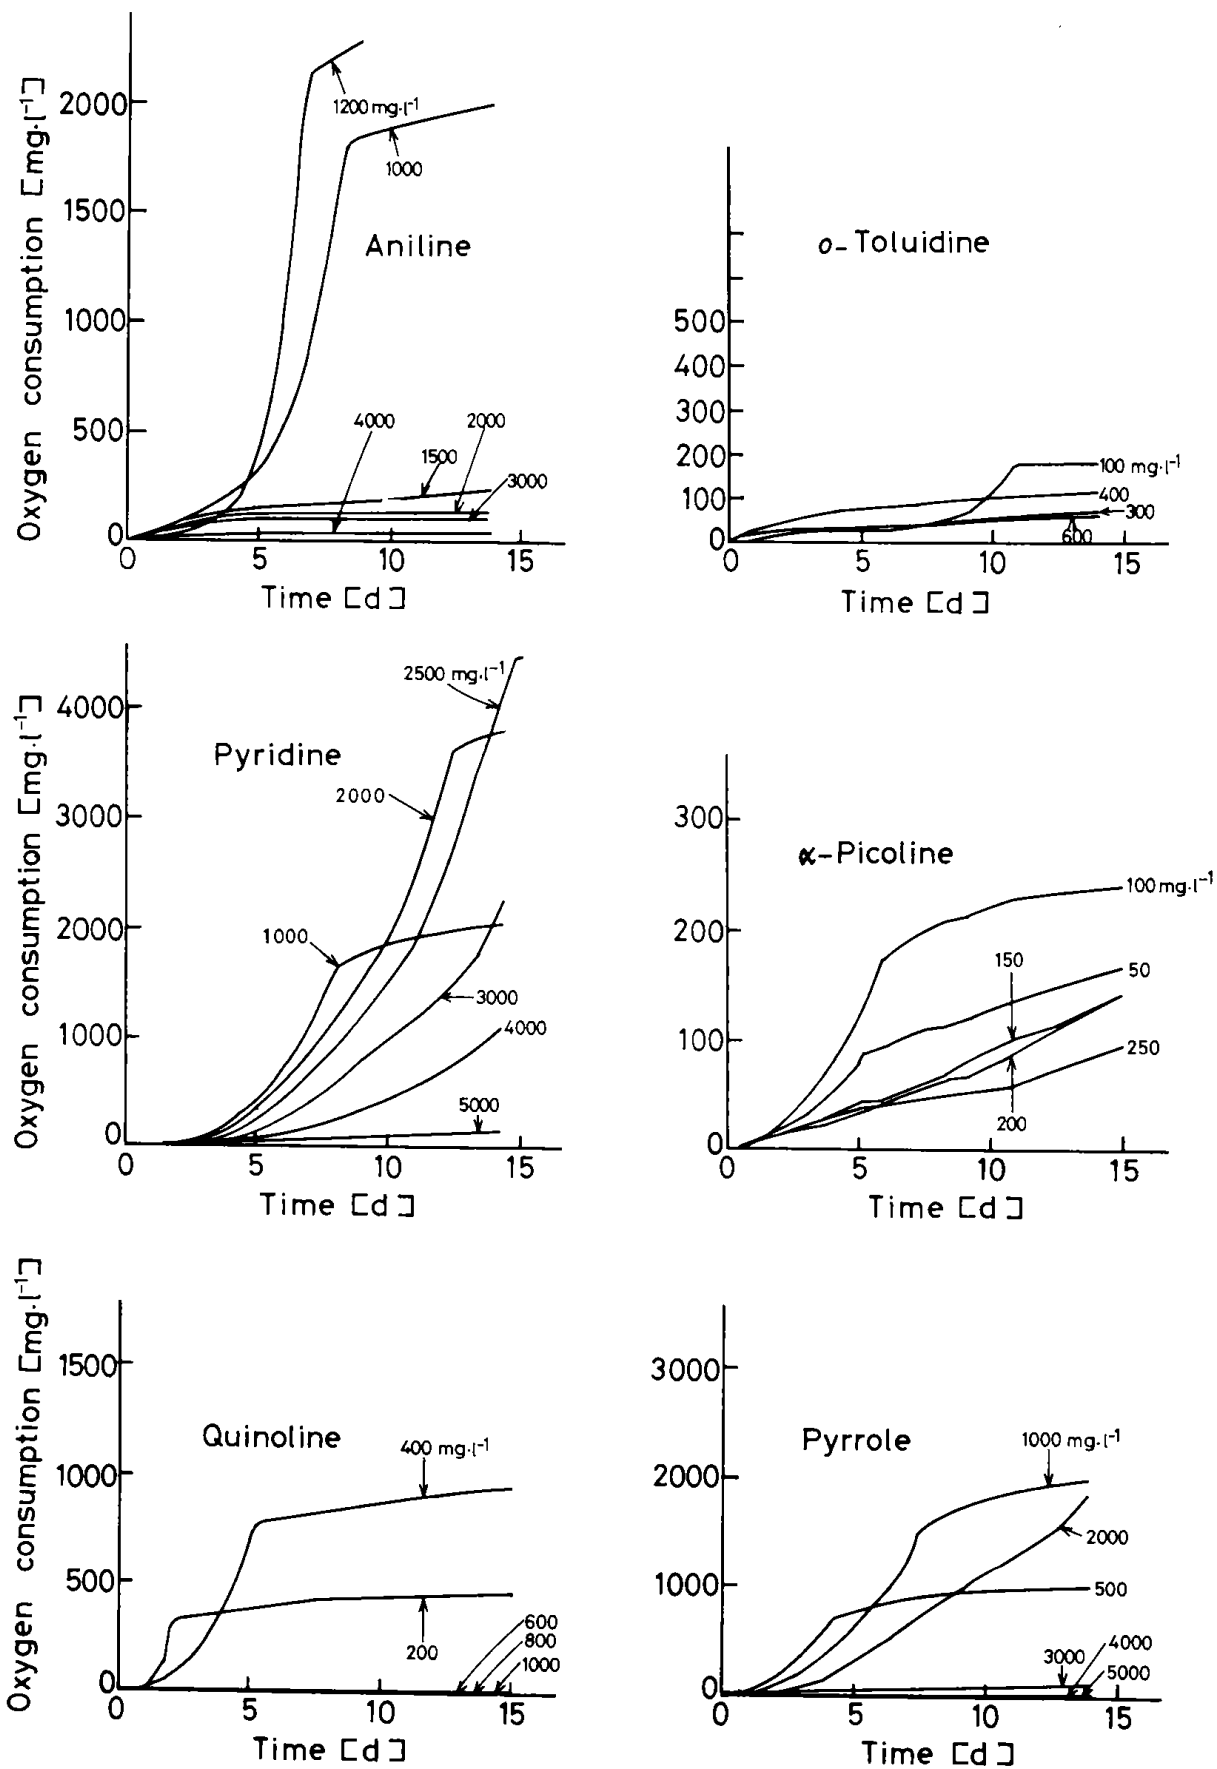 Oxygen consumption [mg·l⁻¹]
2000
1500
1000
500
0
0 5 10 15
Time [d]
Aniline
1200 mg·l⁻¹
1000
4000
2000
1500
3000
o-Toluidine
500
400
300
200
100
0
0 5 10 15
Time [d]
100 mg·l⁻¹
400
300
600
Oxygen consumption [mg·l⁻¹]
4000
3000
2000
1000
0
0 5 10 15
Time [d]
Pyridine
2500 mg·l⁻¹
2000
1000
3000
4000
5000
α-Picoline
300
200
100
0
0 5 10 15
Time [d]
100 mg·l⁻¹
150
50
250
200
Oxygen consumption [mg·l⁻¹]
1500
1000
500
0
0 5 10 15
Time [d]
Quinoline
400 mg·l⁻¹
200
600
800
1000
Pyrrole
3000
2000
1000
0
0 5 10 15
Time [d]
1000 mg·l⁻¹
2000
500
3000
4000
5000